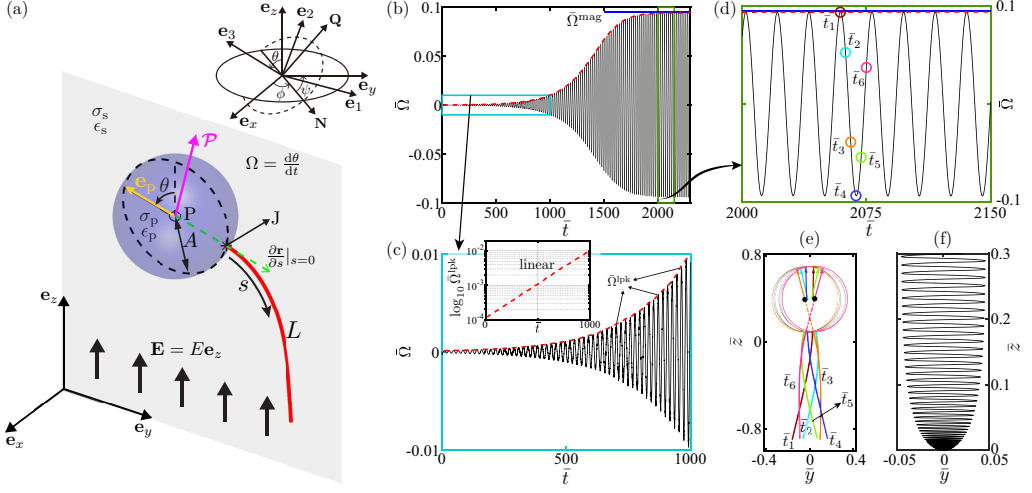 (a)
e_z
e_2
Q
e_3
θ
ϕ
ψ
e_y
e_1
e_x
N
σ_s
ϵ_s
𝒫
Ω = dθ/dt
e_p
θ
σ_p
P
ϵ_p
A
J
∂r/∂s|_{s=0}
s
L
e_z
E = Ee_z
e_x
e_y
(b)
0.1
0.05
0
-0.05
-0.1
Ω̄
Ω̄^mag
0
500
1000
1500
2000
t̄
(c)
0.01
0
-0.01
Ω̄
log_10 Ω̄^lpk
10^-2
10^-3
10^-4
linear
0
t̄
1000
Ω̄^lpk
0
500
1000
t̄
(d)
0.1
Ω̄
-0.1
t̄_1
t̄_2
t̄_6
t̄_3
t̄_5
t̄_4
2000
2075
2150
t̄
(e)
0.8
0
-0.8
z̄
t̄_6
t̄_3
t̄_5
t̄_2
t̄_1
t̄_4
-0.4
0
0.4
ȳ
(f)
0.3
0.2
0.1
0
z̄
-0.05
0
0.05
ȳ